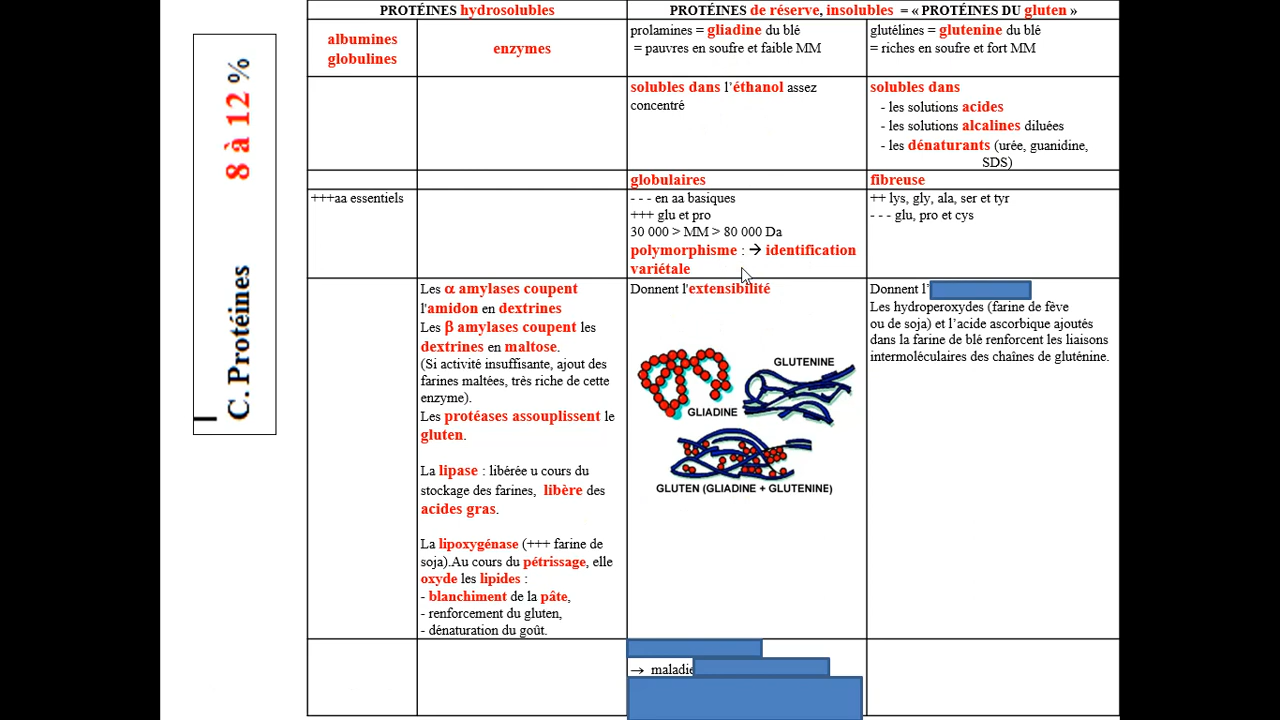 C. Protéines 8 à 12 %
PROTÉINES hydrosolubles
PROTÉINES de réserve, insolubles = « PROTÉINES DU gluten »
albumines
globulines
enzymes
prolamines = gliadine du blé
= pauvres en soufre et faible MM
glutélines = glutenine du blé
= riches en soufre et fort MM
solubles dans l'éthanol assez
concentré
solubles dans
- les solutions acides
- les solutions alcalines diluées
- les dénaturants (urée, guanidine,
SDS)
globulaires
fibreuse
+++aa essentiels
- - - en aa basiques
+++ glu et pro
30 000 > MM > 80 000 Da
polymorphisme : → identification
variétale
++ lys, gly, ala, ser et tyr
- - - glu, pro et cys
Les α amylases coupent
l'amidon en dextrines
Les β amylases coupent les
dextrines en maltose.
(Si activité insuffisante, ajout des
farines maltées, très riche de cette
enzyme).
Les protéases assouplissent le
gluten.
La lipase : libérée u cours du
stockage des farines, libère des
acides gras.
La lipoxygénase (+++ farine de
soja).Au cours du pétrissage, elle
oxyde les lipides :
- blanchiment de la pâte,
- renforcement du gluten,
- dénaturation du goût.
Donnent l'extensibilité
GLUTENINE
GLIADINE
GLUTEN (GLIADINE + GLUTENINE)
Donnent l'
Les hydroperoxydes (farine de fêve
ou de soja) et l'acide ascorbique ajoutés
dans la farine de blé renforcent les liaisons
intermoléculaires des chaînes de gluténine.
→ maladie